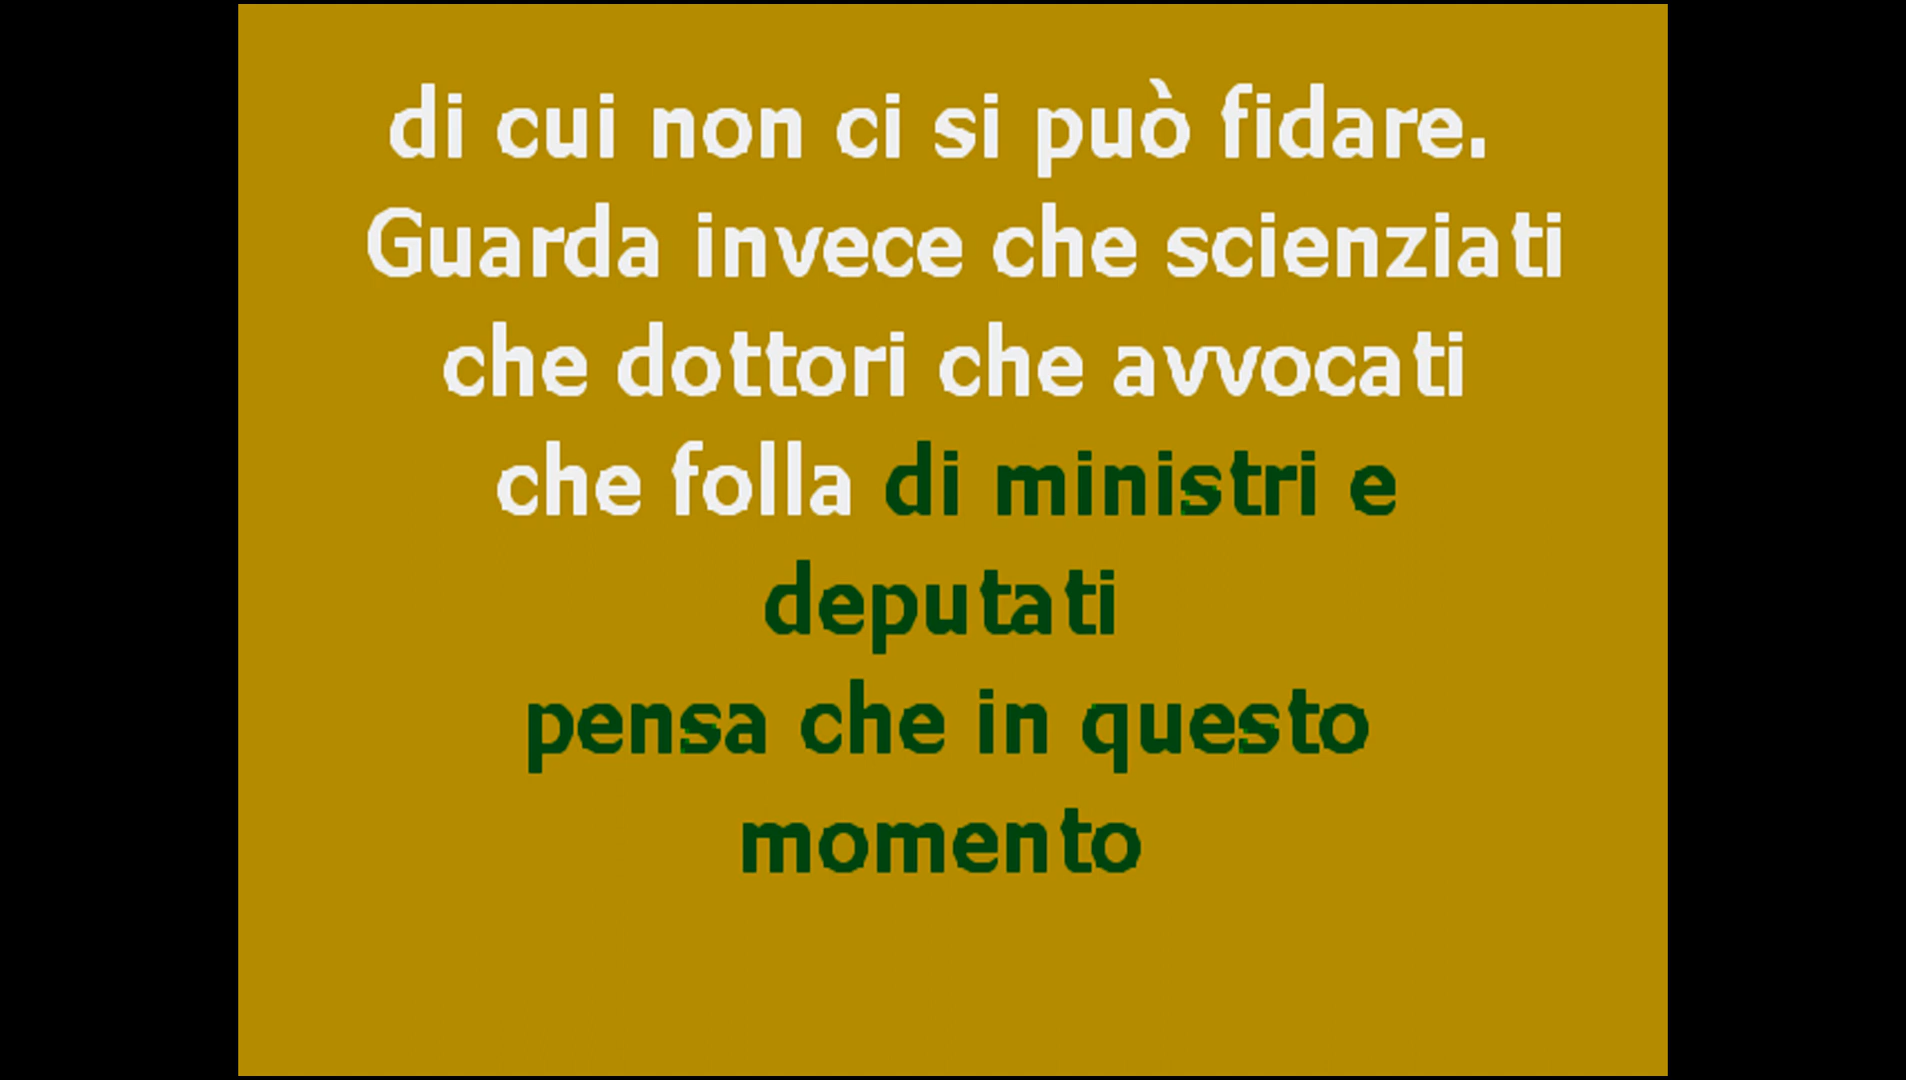 di cui non ci si può fidare.
Guarda invece che scienziati
che dottori che avvocati
che folla di ministri e
deputati
pensa che in questo
momento